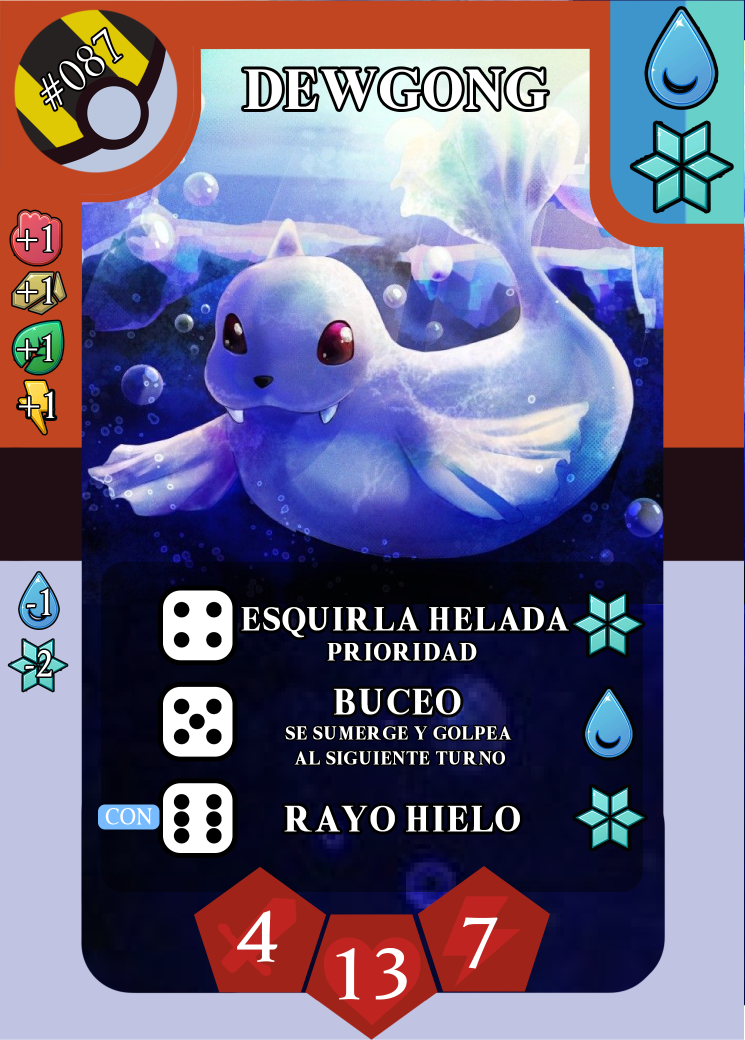 #087
DEWGONG
+1
+1
+1
+1
-1
-2
ESQUIRLA HELADA
PRIORIDAD
BUCEO
SE SUMERGE Y GOLPEA
AL SIGUIENTE TURNO
CON
RAYO HIELO
4
13
7